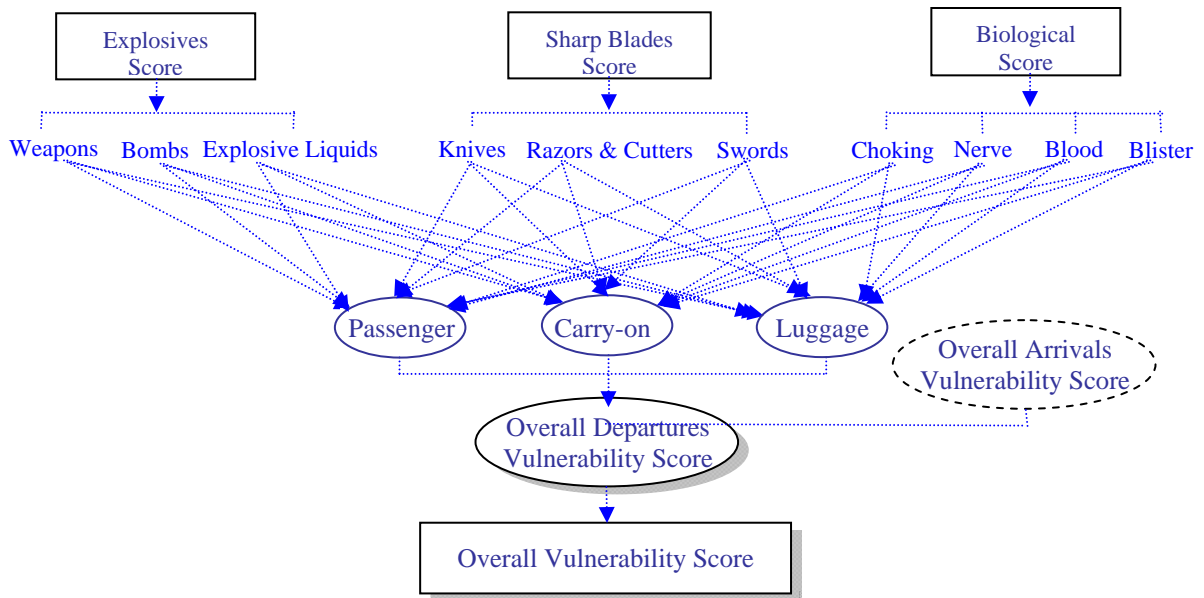 Explosives
Score
Sharp Blades
Score
Biological
Score
Weapons
Bombs
Explosive Liquids
Knives
Razors & Cutters
Swords
Choking
Nerve
Blood
Blister
Passenger
Carry-on
Luggage
Overall Arrivals
Vulnerability Score
Overall Departures
Vulnerability Score
Overall Vulnerability Score